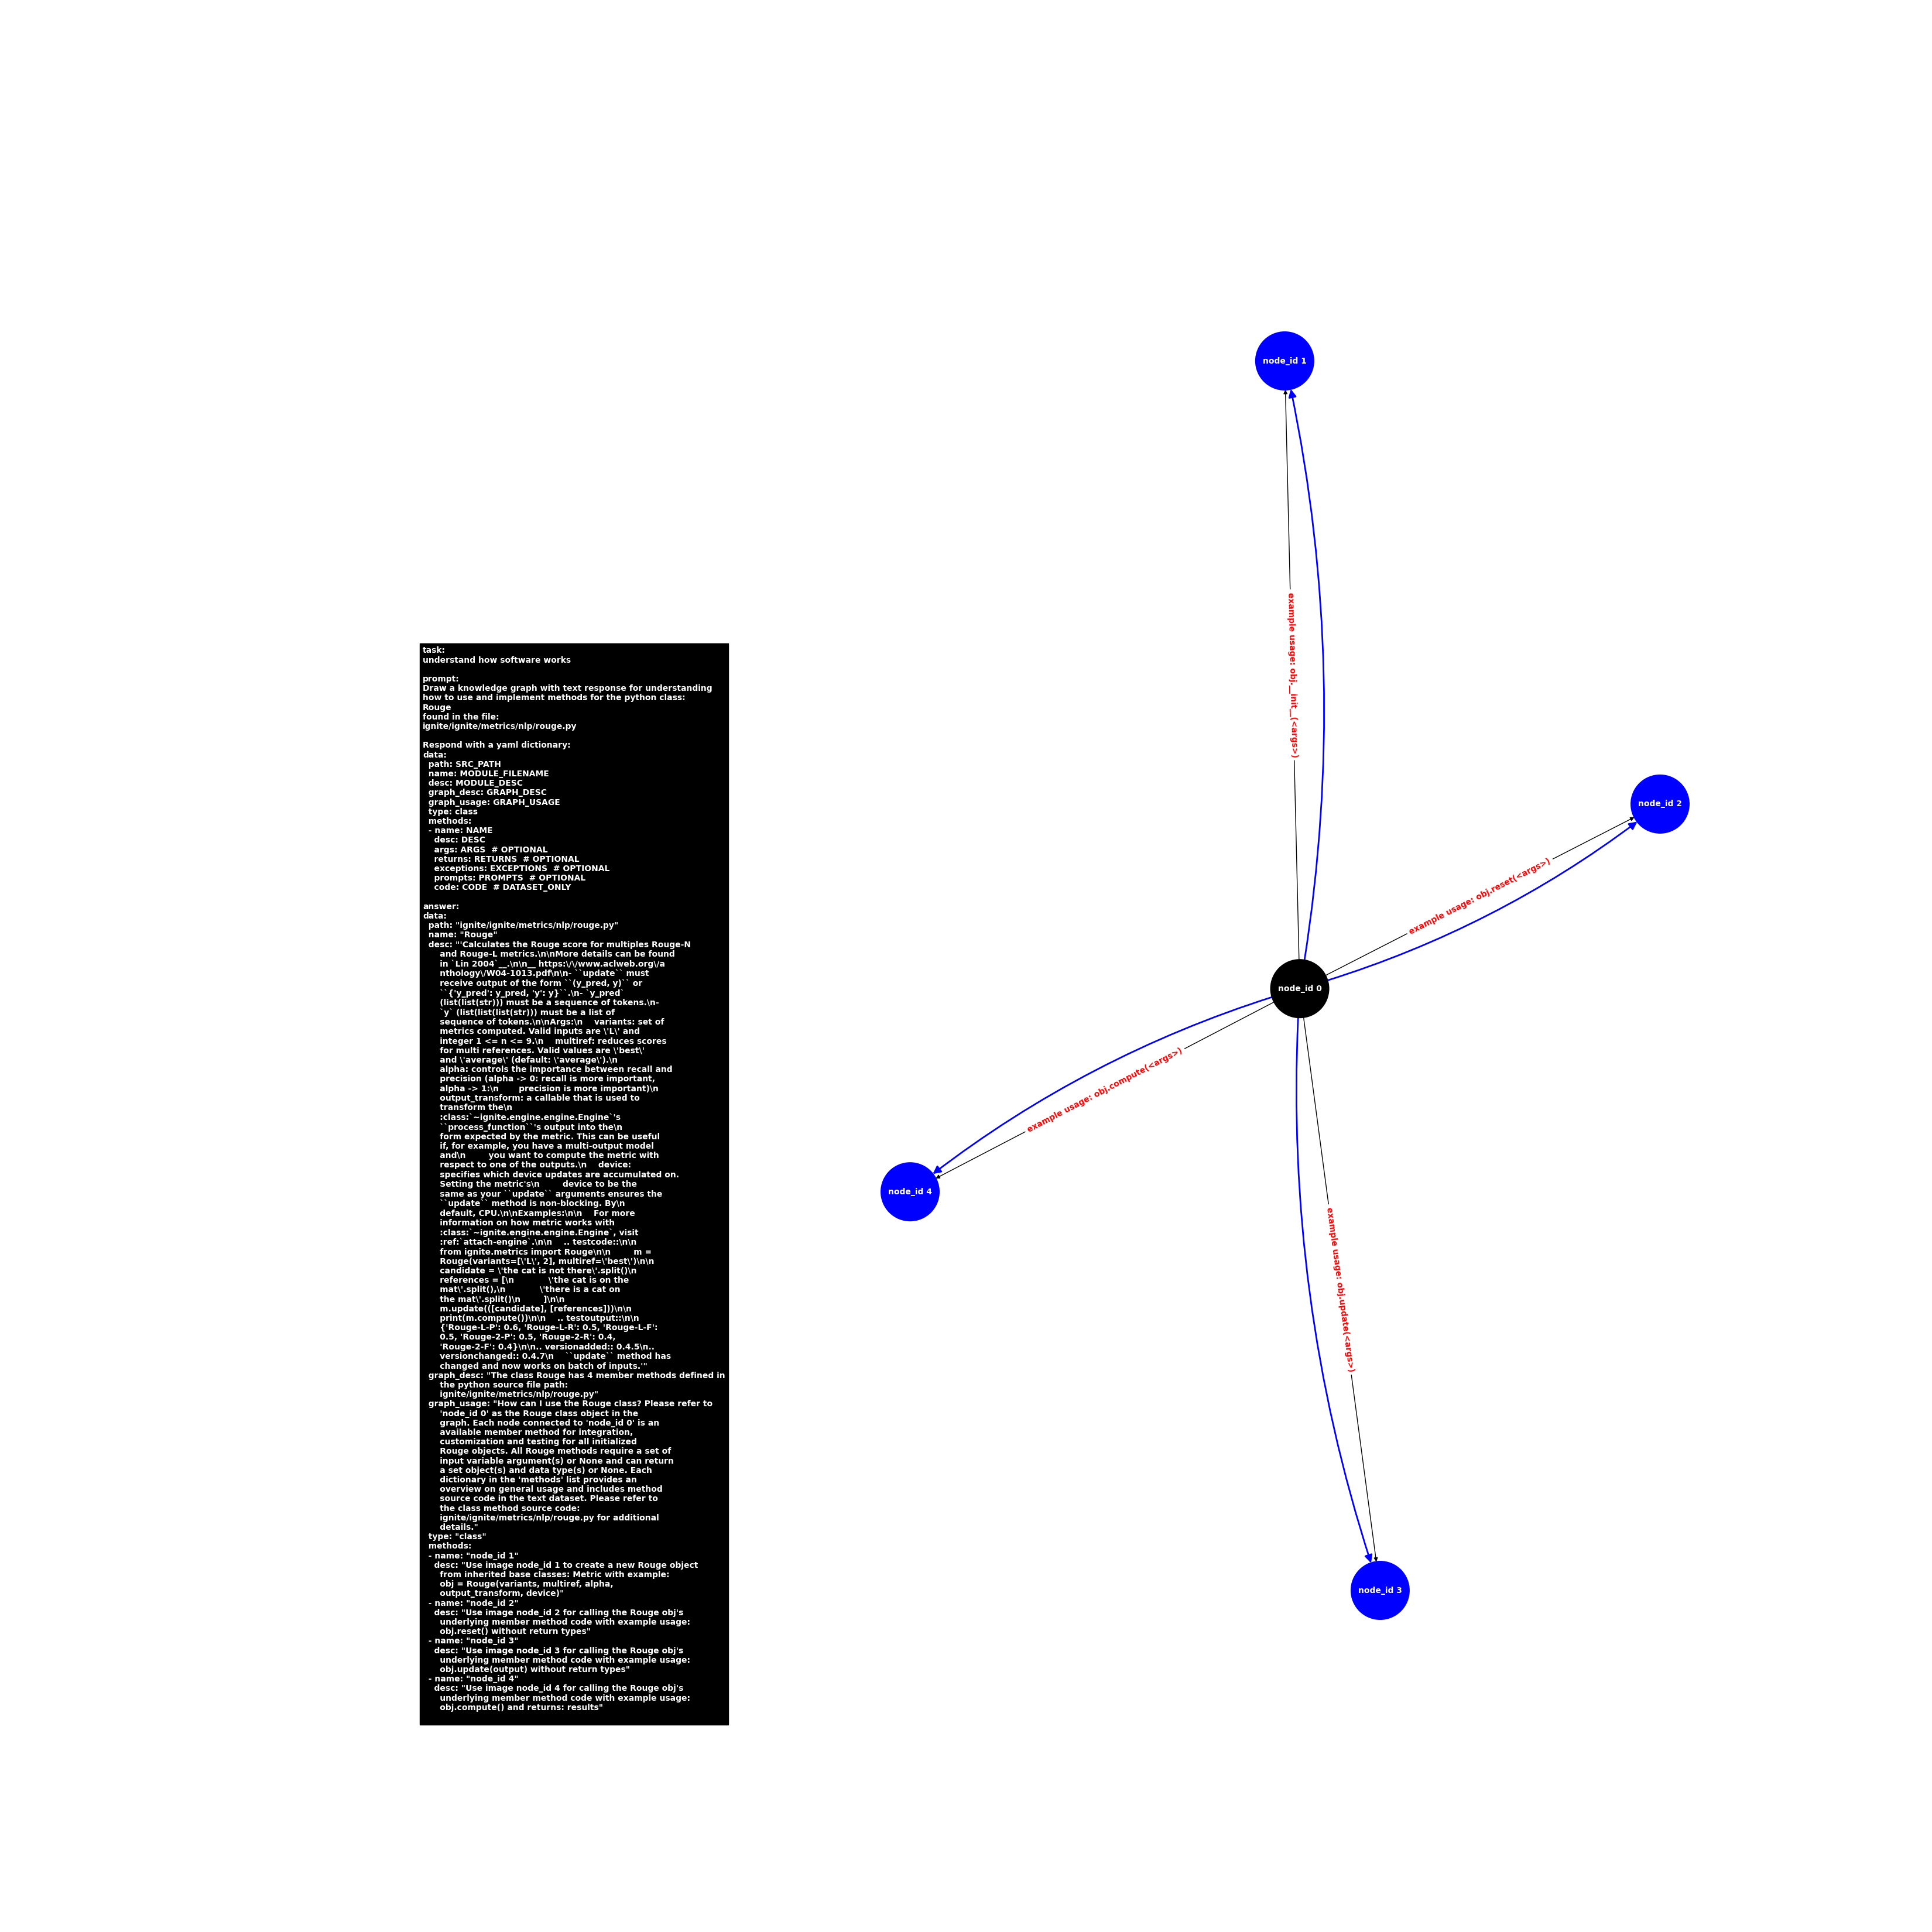 task:
understand how software works

prompt:
Draw a knowledge graph with text response for understanding
how to use and implement methods for the python class:
Rouge
found in the file:
ignite/ignite/metrics/nlp/rouge.py

Respond with a yaml dictionary:
data:
  path: SRC_PATH
  name: MODULE_FILENAME
  desc: MODULE_DESC
  graph_desc: GRAPH_DESC
  graph_usage: GRAPH_USAGE
  type: class
  methods:
  - name: NAME
    desc: DESC
    args: ARGS  # OPTIONAL
    returns: RETURNS  # OPTIONAL
    exceptions: EXCEPTIONS  # OPTIONAL
    prompts: PROMPTS  # OPTIONAL
    code: CODE  # DATASET_ONLY

answer:
data:
  path: "ignite/ignite/metrics/nlp/rouge.py"
  name: "Rouge"
  desc: "'Calculates the Rouge score for multiples Rouge-N
      and Rouge-L metrics.\n\nMore details can be found
      in `Lin 2004`__.\n\n__ https:\/\/www.aclweb.org\/a
      nthology\/W04-1013.pdf\n\n- ``update`` must
      receive output of the form ``(y_pred, y)`` or
      ``{'y_pred': y_pred, 'y': y}``.\n- `y_pred`
      (list(list(str))) must be a sequence of tokens.\n-
      `y` (list(list(list(str))) must be a list of
      sequence of tokens.\n\nArgs:\n    variants: set of
      metrics computed. Valid inputs are \'L\' and
      integer 1 <= n <= 9.\n    multiref: reduces scores
      for multi references. Valid values are \'best\'
      and \'average\' (default: \'average\').\n
      alpha: controls the importance between recall and
      precision (alpha -> 0: recall is more important,
      alpha -> 1:\n        precision is more important)\n
      output_transform: a callable that is used to
      transform the\n
      :class:`~ignite.engine.engine.Engine`'s
      ``process_function``'s output into the\n
      form expected by the metric. This can be useful
      if, for example, you have a multi-output model
      and\n        you want to compute the metric with
      respect to one of the outputs.\n    device:
      specifies which device updates are accumulated on.
      Setting the metric's\n        device to be the
      same as your ``update`` arguments ensures the
      ``update`` method is non-blocking. By\n
      default, CPU.\n\nExamples:\n\n    For more
      information on how metric works with
      :class:`~ignite.engine.engine.Engine`, visit
      :ref:`attach-engine`.\n\n    .. testcode::\n\n
      from ignite.metrics import Rouge\n\n        m =
      Rouge(variants=[\'L\', 2], multiref=\'best\')\n\n
      candidate = \'the cat is not there\'.split()\n
      references = [\n            \'the cat is on the
      mat\'.split(),\n            \'there is a cat on
      the mat\'.split()\n        ]\n\n
      m.update(([candidate], [references]))\n\n
      print(m.compute())\n\n    .. testoutput::\n\n
      {'Rouge-L-P': 0.6, 'Rouge-L-R': 0.5, 'Rouge-L-F':
      0.5, 'Rouge-2-P': 0.5, 'Rouge-2-R': 0.4,
      'Rouge-2-F': 0.4}\n\n.. versionadded:: 0.4.5\n..
      versionchanged:: 0.4.7\n    ``update`` method has
      changed and now works on batch of inputs.'"
  graph_desc: "The class Rouge has 4 member methods defined in
      the python source file path:
      ignite/ignite/metrics/nlp/rouge.py"
  graph_usage: "How can I use the Rouge class? Please refer to
      'node_id 0' as the Rouge class object in the
      graph. Each node connected to 'node_id 0' is an
      available member method for integration,
      customization and testing for all initialized
      Rouge objects. All Rouge methods require a set of
      input variable argument(s) or None and can return
      a set object(s) and data type(s) or None. Each
      dictionary in the 'methods' list provides an
      overview on general usage and includes method
      source code in the text dataset. Please refer to
      the class method source code:
      ignite/ignite/metrics/nlp/rouge.py for additional
      details."
  type: "class"
  methods:
  - name: "node_id 1"
    desc: "Use image node_id 1 to create a new Rouge object
      from inherited base classes: Metric with example:
      obj = Rouge(variants, multiref, alpha,
      output_transform, device)"
  - name: "node_id 2"
    desc: "Use image node_id 2 for calling the Rouge obj's
      underlying member method code with example usage:
      obj.reset() without return types"
  - name: "node_id 3"
    desc: "Use image node_id 3 for calling the Rouge obj's
      underlying member method code with example usage:
      obj.update(output) without return types"
  - name: "node_id 4"
    desc: "Use image node_id 4 for calling the Rouge obj's
      underlying member method code with example usage:
      obj.compute() and returns: results"
node_id 1
example usage: obj.__init__(<args>)
node_id 2
example usage: obj.reset(<args>)
node_id 0
example usage: obj.compute(<args>)
node_id 4
example usage: obj.update(<args>)
node_id 3